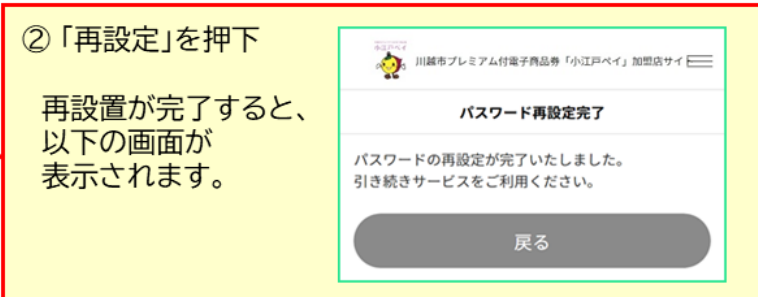 ②「再設定」を押下
再設置が完了すると、
以下の画面が
表示されます。
小江戸ペイ
川越市プレミアム付電子商品券「小江戸ペイ」加盟店サイ
パスワード再設定完了
パスワードの再設定が完了いたしました。
引き続きサービスをご利用ください。
戻る